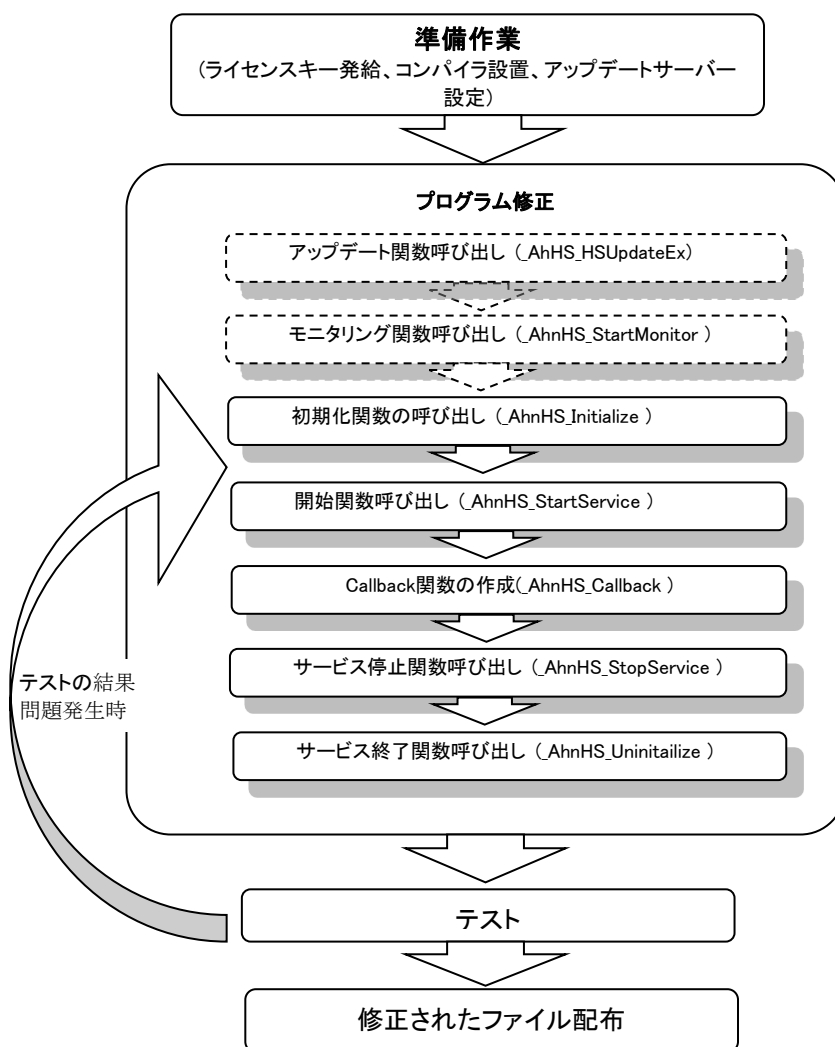 準備作業
(ライセンスキー発給、コンパイラ設置、アップデートサーバー
設定)
プログラム修正
アップデート関数呼び出し (_AhHS_HSUpdateEx)
モニタリング関数呼び出し (_AhnHS_StartMonitor )
初期化関数の呼び出し (_AhnHS_Initialize )
開始関数呼び出し (_AhnHS_StartService )
Callback関数の作成(_AhnHS_Callback )
サービス停止関数呼び出し (_AhnHS_StopService )
サービス終了関数呼び出し (_AhnHS_Uninitailize )
テストの結果
問題発生時
テスト
修正されたファイル配布